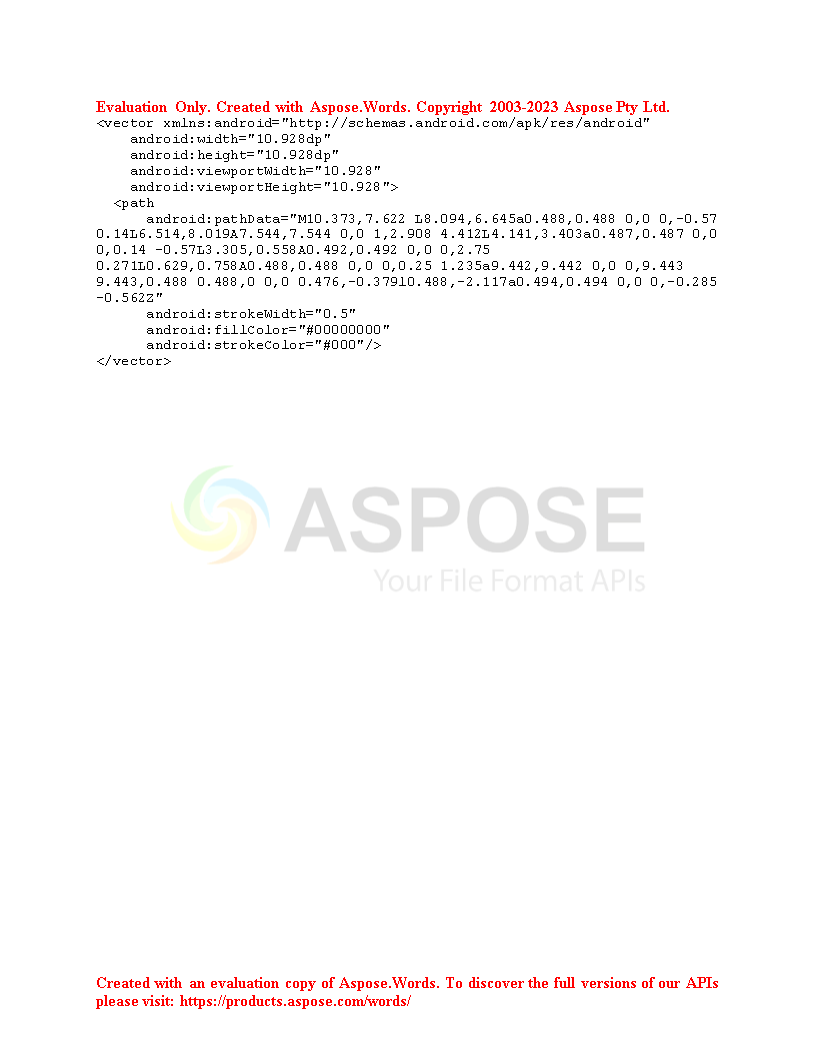 Evaluation Only. Created with Aspose.Words. Copyright 2003-2023 Aspose Pty Ltd.
<vector xmlns:android="http://schemas.android.com/apk/res/android"
    android:width="10.928dp"
    android:height="10.928dp"
    android:viewportWidth="10.928"
    android:viewportHeight="10.928">
  <path
      android:pathData="M10.373,7.622 L8.094,6.645a0.488,0.488 0,0 0,-0.57
0.14L6.514,8.019A7.544,7.544 0,0 1,2.908 4.412L4.141,3.403a0.487,0.487 0,0
0,0.14 -0.57L3.305,0.558A0.492,0.492 0,0 0,2.75
0.271L0.629,0.758A0.488,0.488 0,0 0,0.25 1.235a9.442,9.442 0,0 0,9.443
9.443,0.488 0.488,0 0,0 0.476,-0.379l0.488,-2.117a0.494,0.494 0,0 0,-0.285
-0.562Z"
      android:strokeWidth="0.5"
      android:fillColor="#00000000"
      android:strokeColor="#000"/>
</vector>
ASPOSE
Your File Format APIs
Created with an evaluation copy of Aspose.Words. To discover the full versions of our APIs
please visit: https://products.aspose.com/words/